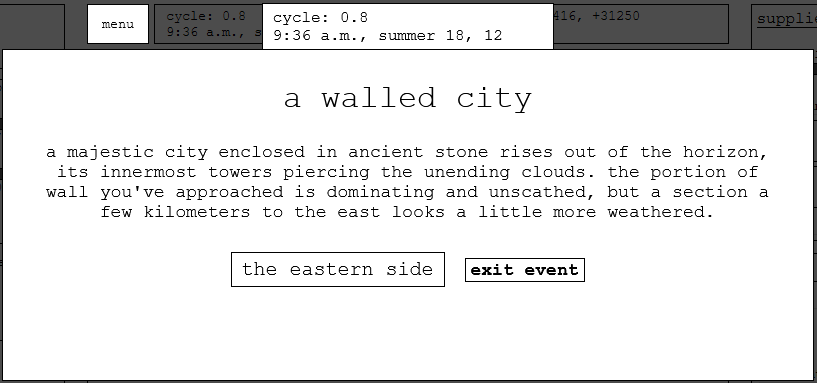 menu
cycle: 0.8
9:36 a.m., s
cycle: 0.8
9:36 a.m., summer 18, 12
416, +31250
supplie
a walled city
a majestic city enclosed in ancient stone rises out of the horizon,
its innermost towers piercing the unending clouds. the portion of
wall you've approached is dominating and unscathed, but a section a
few kilometers to the east looks a little more weathered.
the eastern side
exit event